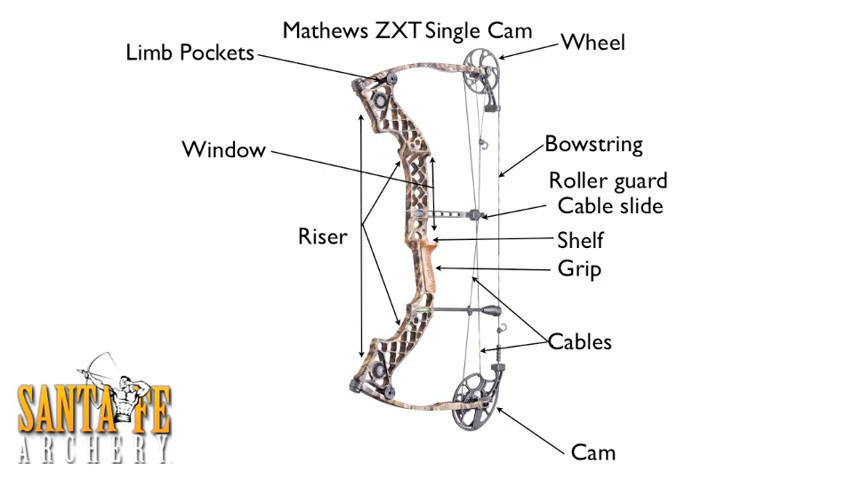 Mathews ZXT Single Cam
Limb Pockets
Wheel
Window
Bowstring
Roller guard
Cable slide
Riser
Shelf
Grip
Cables
Cam
SANTA FE
ARCHERY